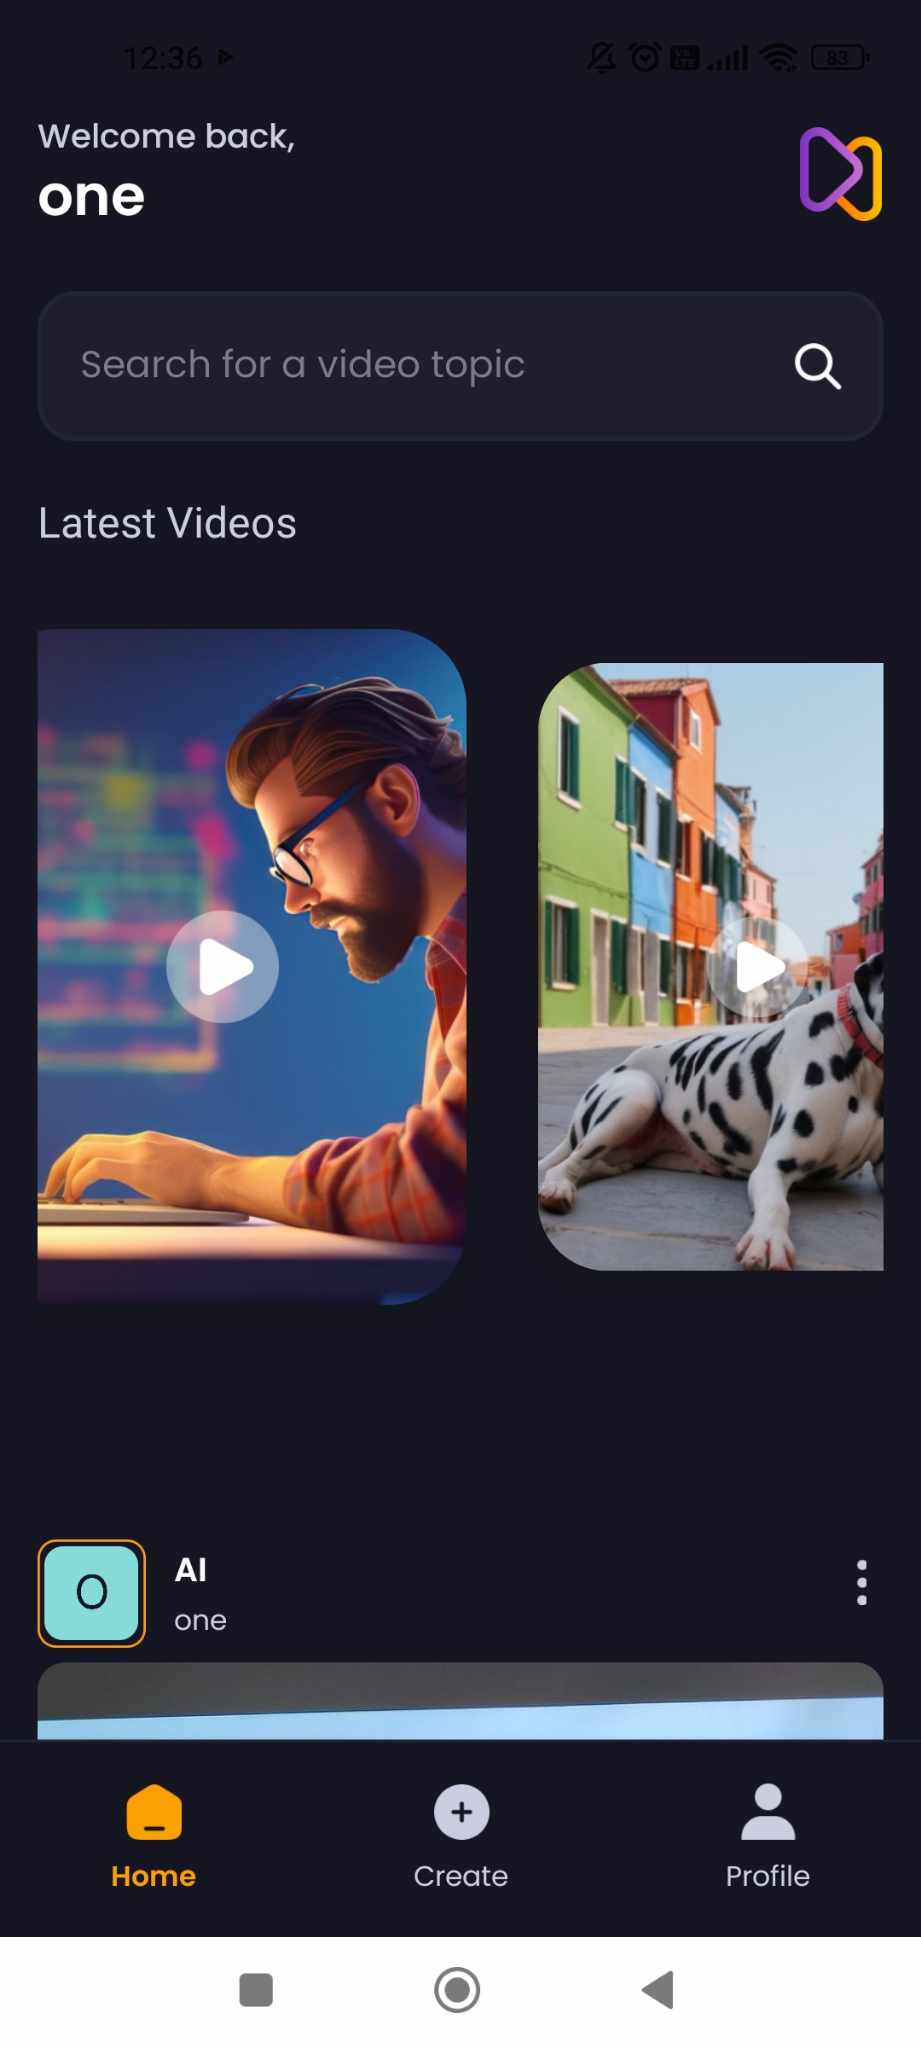 12:36
83
Welcome back,
one
Search for a video topic
Latest Videos
O
AI
one
Home
Create
Profile